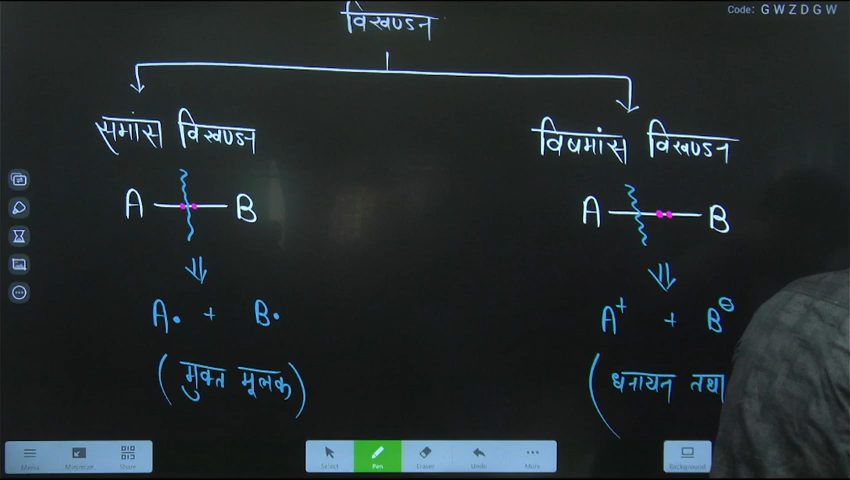 Code: G W Z D G W
विखण्डन
समांस विखण्डन
विषमांस विखण्डन
A B
A B
A• + B•
A⁺ + B⊖
(मुक्त मूलक)
(धनायन तथा
Menu Minimize Share Select Pen Eraser Undo More Background